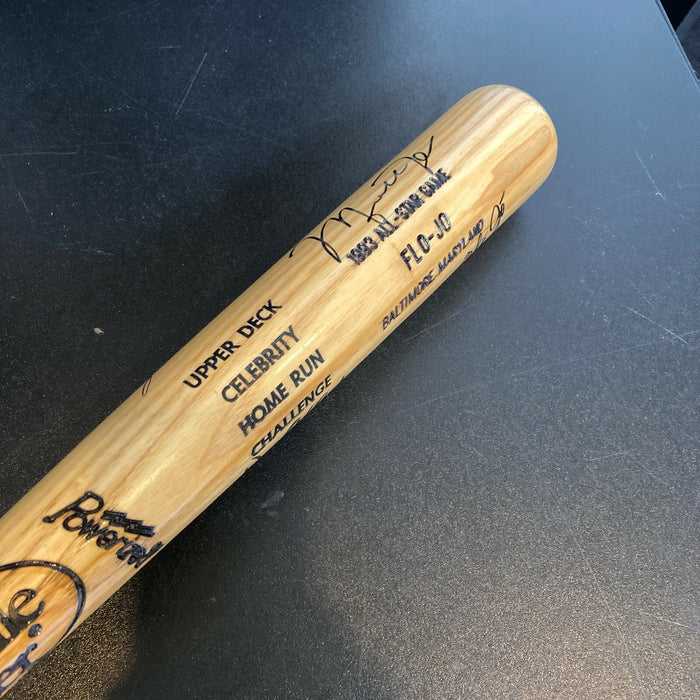 1993 ALL-STAR GAME
FLO-JO
BALTIMORE MARYLAND
UPPER DECK
CELEBRITY
HOME RUN
CHALLENGE
Powerized